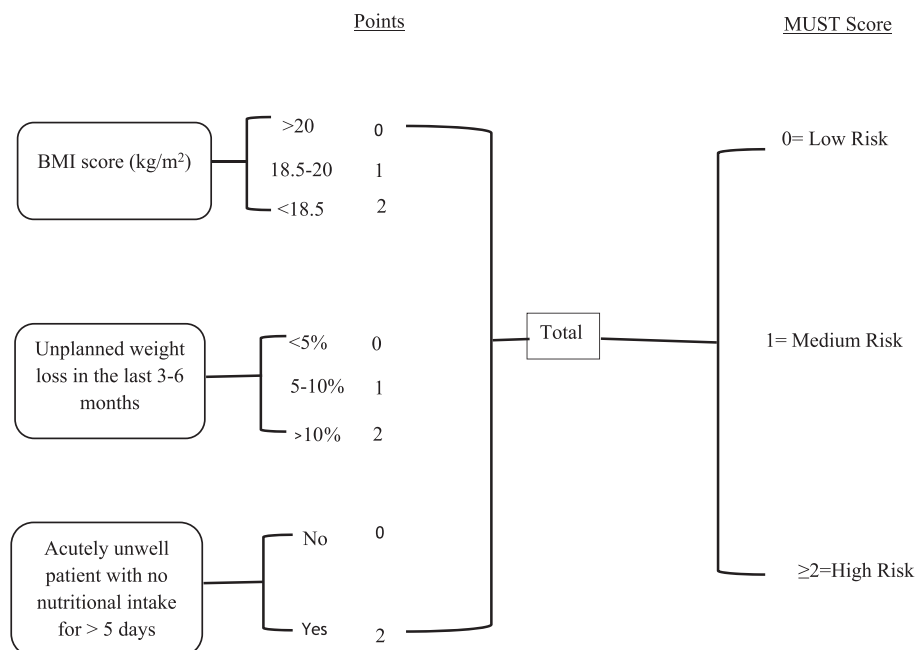 Points
MUST Score
BMI score (kg/m²)
>20 0
18.5-20 1
<18.5 2
Unplanned weight
loss in the last 3-6
months
<5% 0
5-10% 1
>10% 2
Acutely unwell
patient with no
nutritional intake
for > 5 days
No 0
Yes 2
Total
0= Low Risk
1= Medium Risk
≥2=High Risk